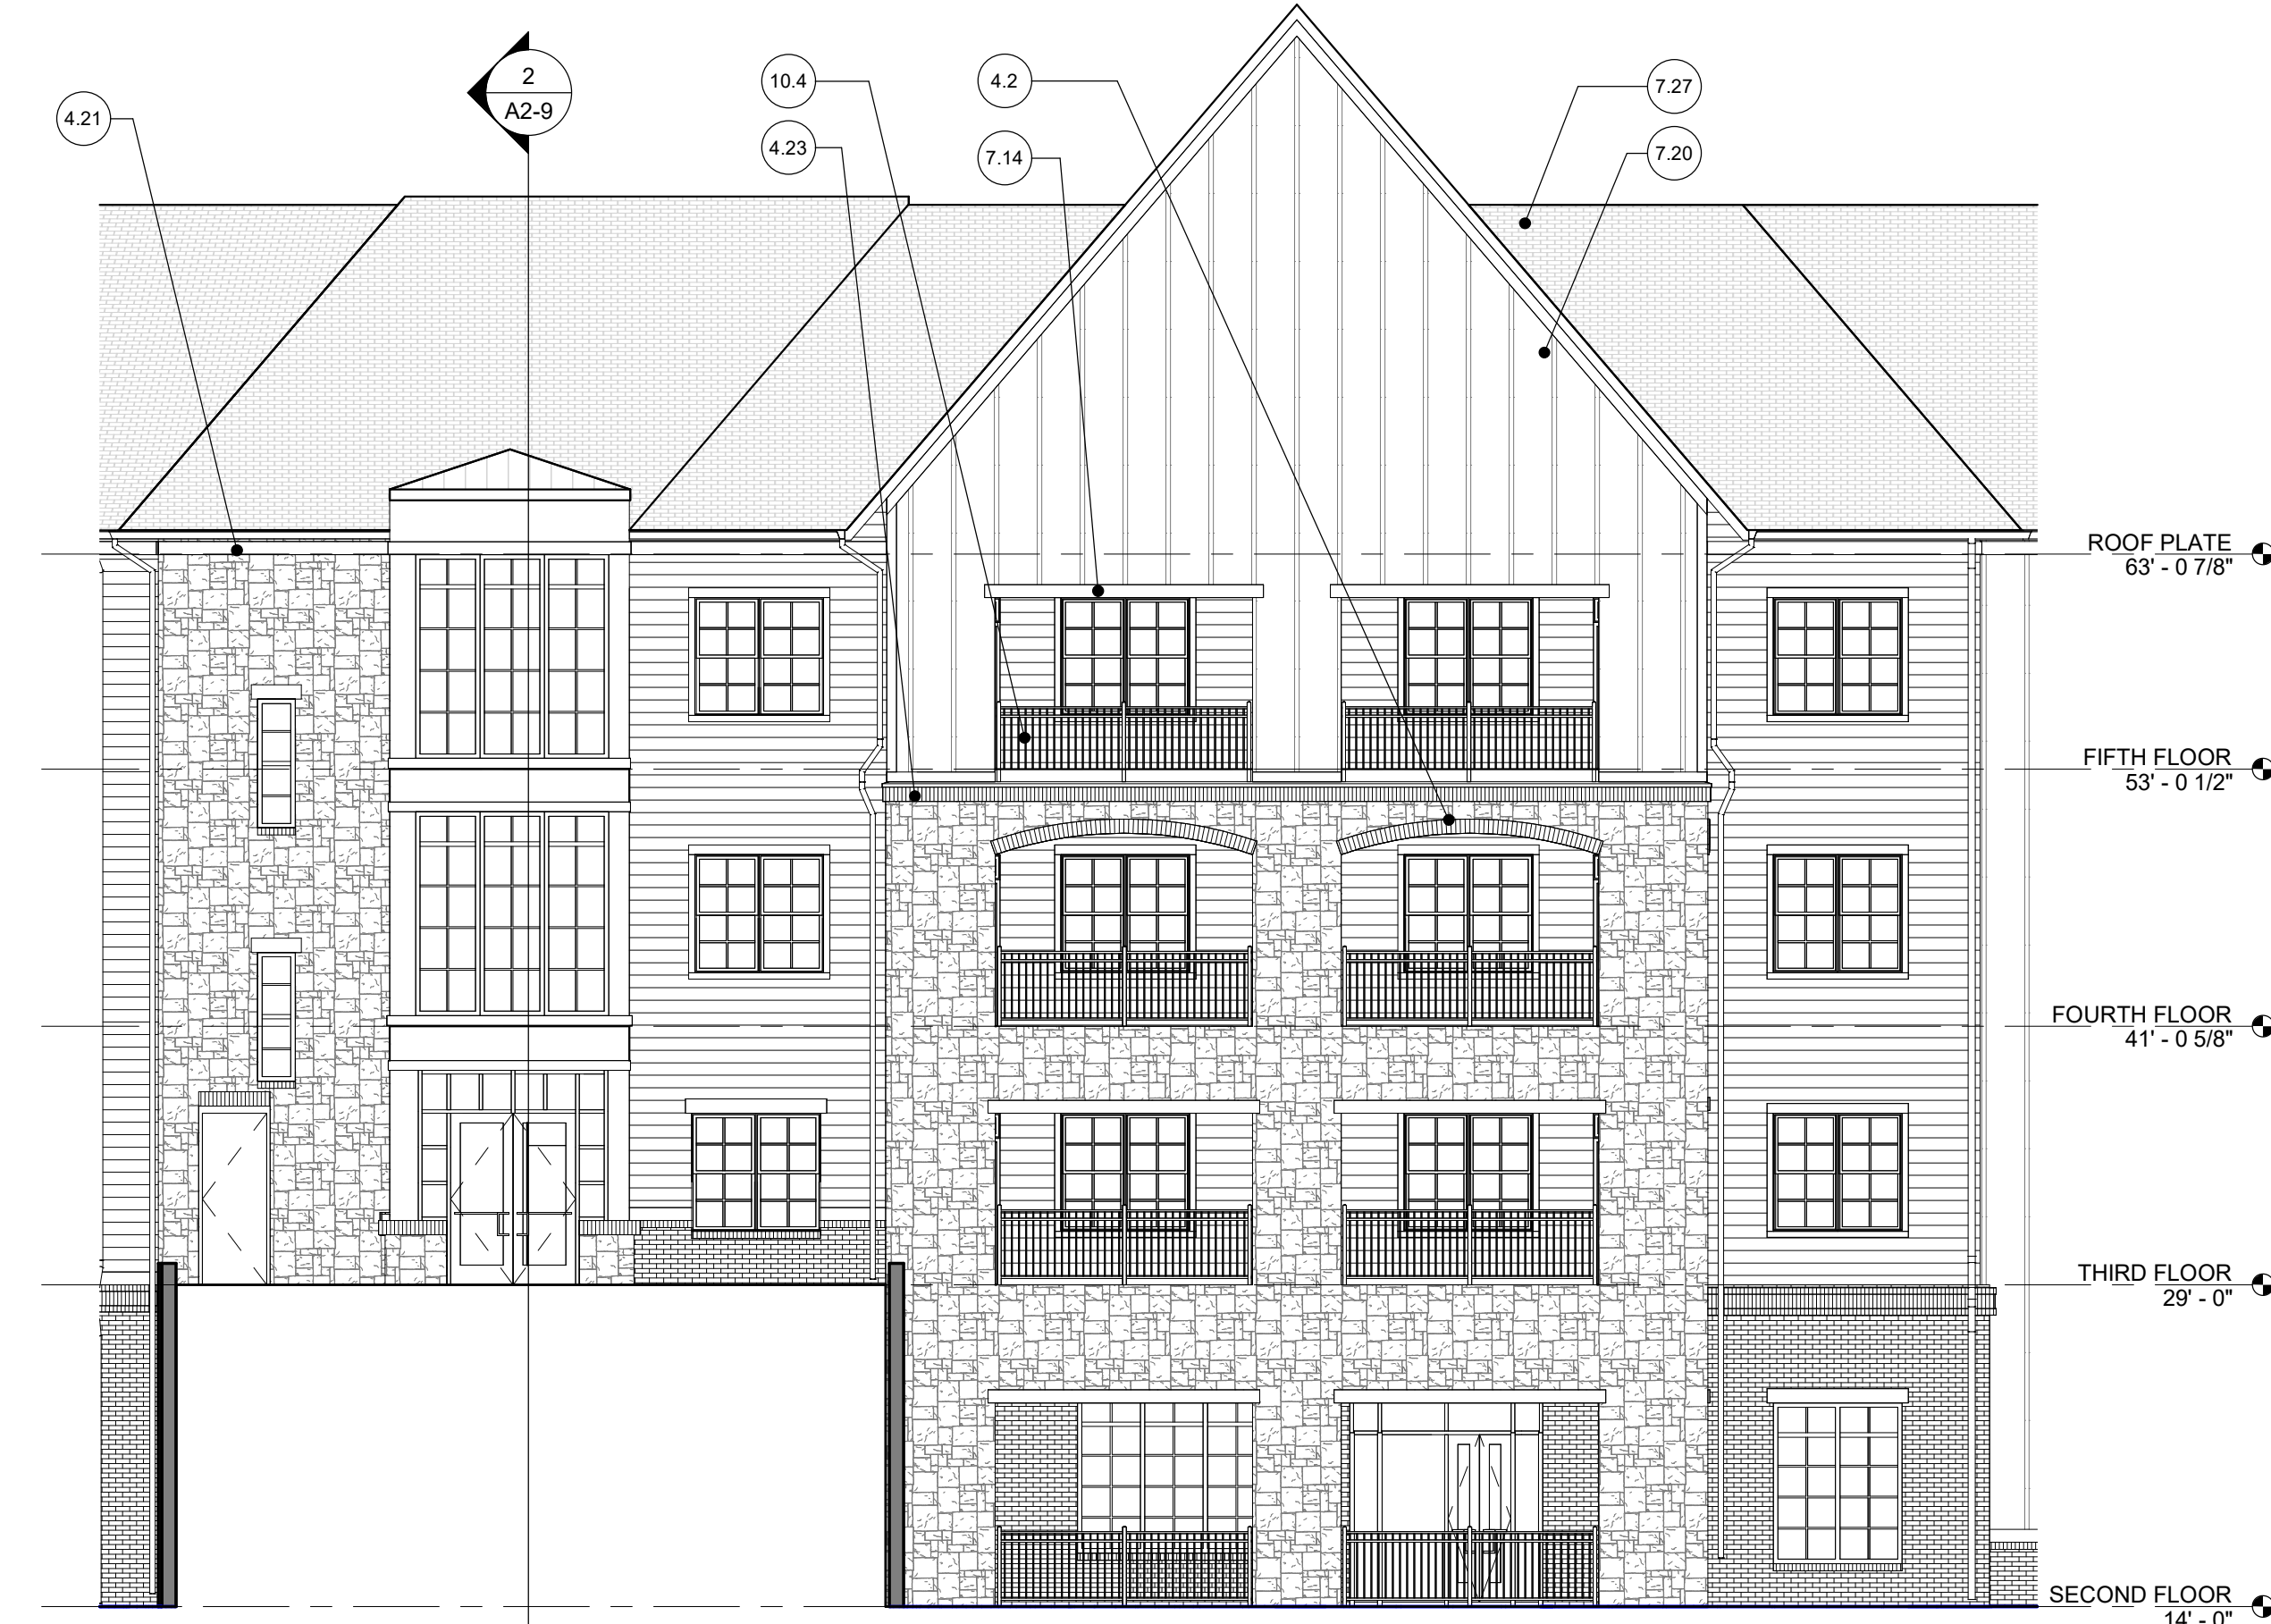 2
A2-9
10.4
4.2
7.27
4.21
4.23
7.14
7.20
ROOF PLATE
63' - 0 7/8"
FIFTH FLOOR
53' - 0 1/2"
FOURTH FLOOR
41' - 0 5/8"
THIRD FLOOR
29' - 0"
SECOND FLOOR
14' - 0"